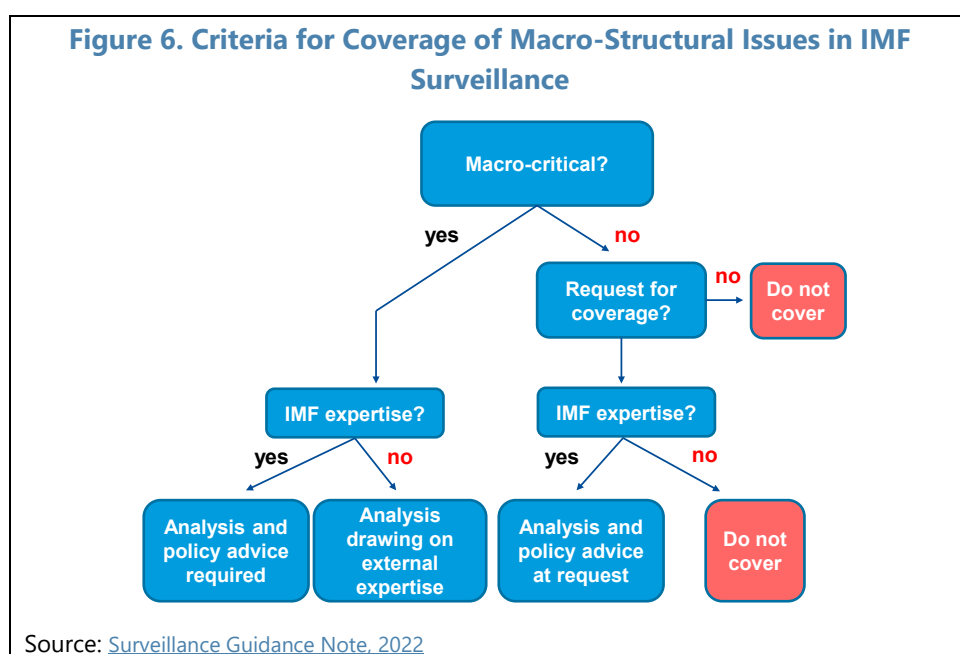 Figure 6. Criteria for Coverage of Macro-Structural Issues in IMF
Surveillance
Macro-critical?
yes
no
Request for
coverage?
no
Do not
cover
IMF expertise?
IMF expertise?
yes
no
yes
no
Analysis and
policy advice
required
Analysis
drawing on
external
expertise
Analysis and
policy advice
at request
Do not
cover
Source: Surveillance Guidance Note, 2022